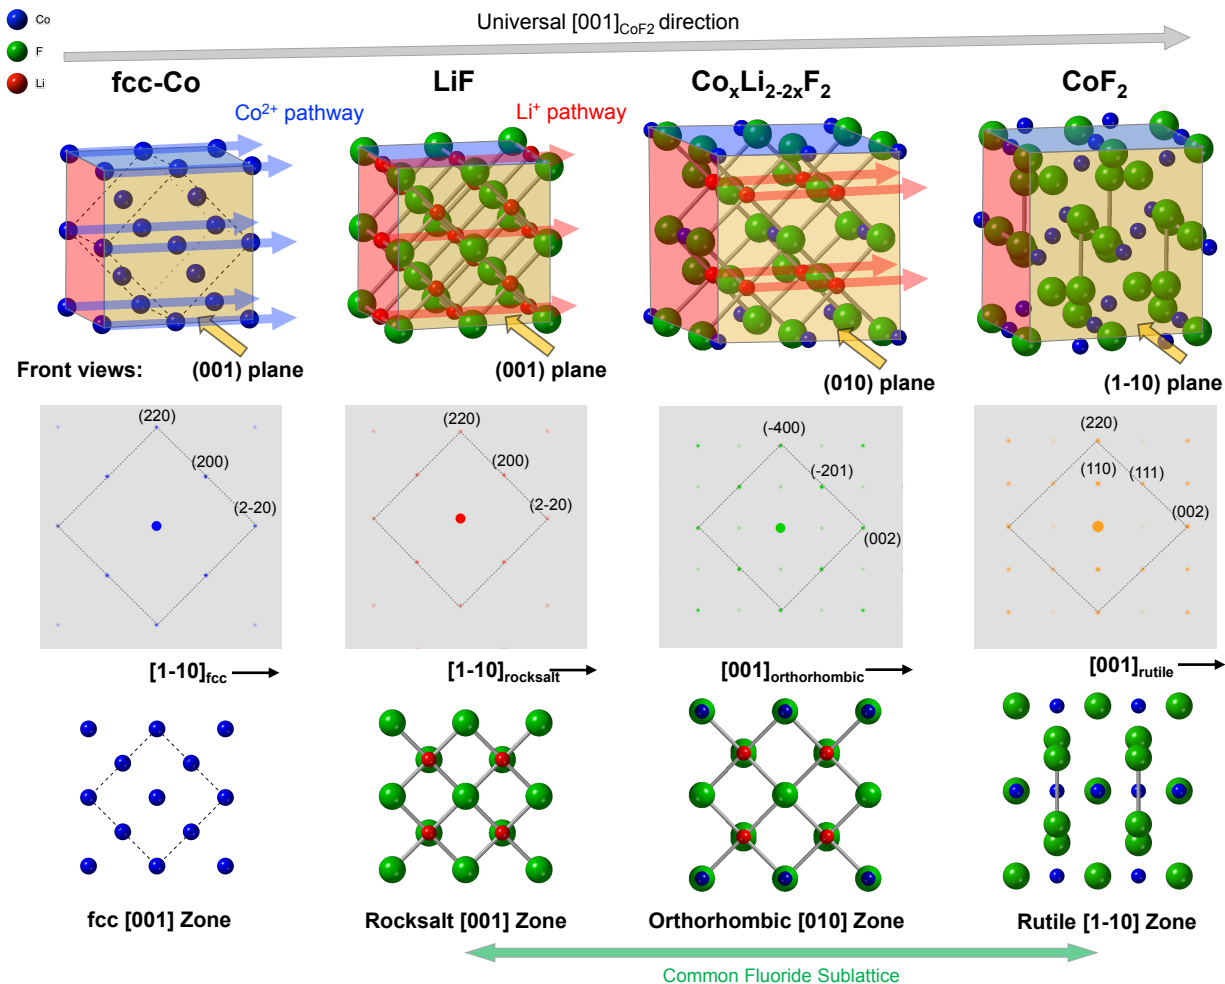 Universal [001]CoF2 direction
Co
F
Li
fcc-Co
LiF
CoxLi2-2xF2
CoF2
Co2+ pathway
Li+ pathway
Front views:
(001) plane
(001) plane
(010) plane
(1-10) plane
(220)
(200)
(2-20)
(220)
(200)
(2-20)
(-400)
(-201)
(002)
(220)
(110)
(111)
(002)
[1-10]fcc
[1-10]rocksalt
[001]orthorhombic
[001]rutile
fcc [001] Zone
Rocksalt [001] Zone
Orthorhombic [010] Zone
Rutile [1-10] Zone
Common Fluoride Sublattice